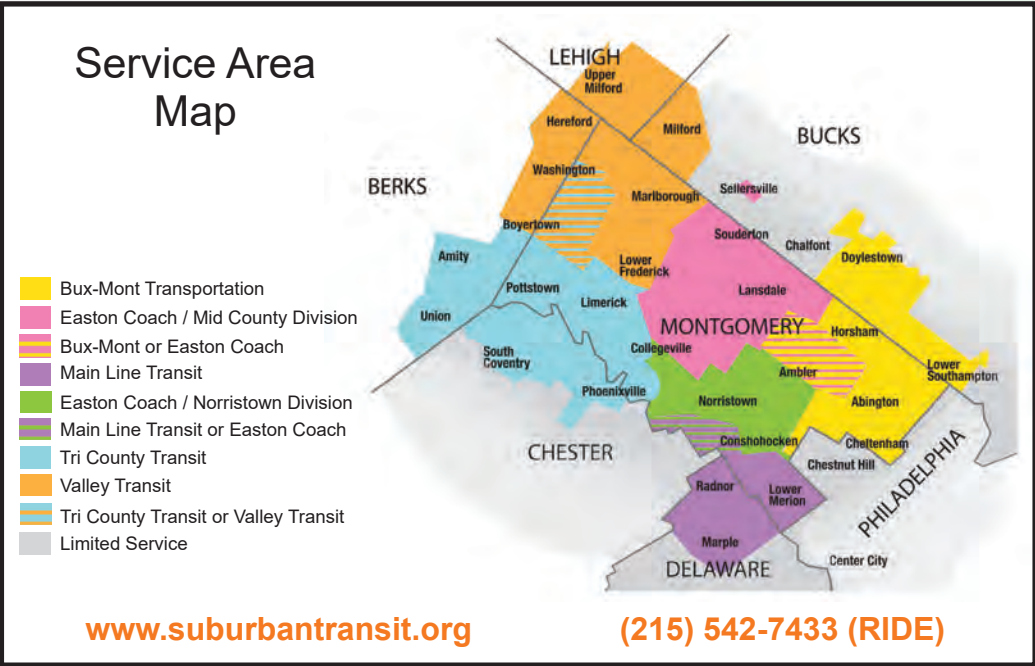 Service Area
Map
LEHIGH
Upper
Milford
Hereford
Milford
BUCKS
Washington
BERKS
Sellersville
Marlborough
Boyertown
Souderton
Chalfont
Amity
Doylestown
Lower
Frederick
Pottstown
Limerick
Lansdale
Union
MONTGOMERY
Horsham
Collegeville
South
Coventry
Ambler
Lower
Southampton
Phoenixville
Norristown
Abington
Conshohocken
Cheltenham
CHESTER
Chestnut Hill
PHILADELPHIA
Radnor
Lower
Merion
Marple
DELAWARE
Center City
Bux-Mont Transportation
Easton Coach / Mid County Division
Bux-Mont or Easton Coach
Main Line Transit
Easton Coach / Norristown Division
Main Line Transit or Easton Coach
Tri County Transit
Valley Transit
Tri County Transit or Valley Transit
Limited Service
www.suburbantransit.org
(215) 542-7433 (RIDE)